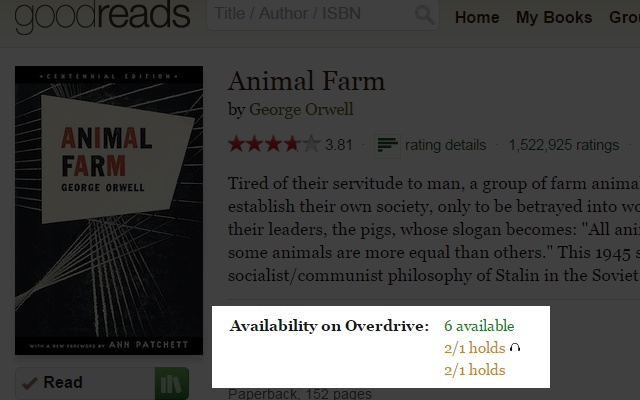 goodreads
Title / Author / ISBN
Home My Books
CENTENNIAL EDITION
ANIMAL
FARM
GEORGE ORWELL
WITH A NEW FOREWORD BY ANN PATCHETT
Read
Animal Farm
by George Orwell
3.81 · rating details · 1,522,925 ratings ·
Tired of their servitude to man, a group of farm
establish their own society, only to be betrayed into
their leaders, the pigs, whose slogan becomes: "All
some animals are more equal than others." This 1945
socialist/communist philosophy of Stalin in the Soviet
Availability on Overdrive: 6 available
2/1 holds
2/1 holds
Paperback, 152 pages